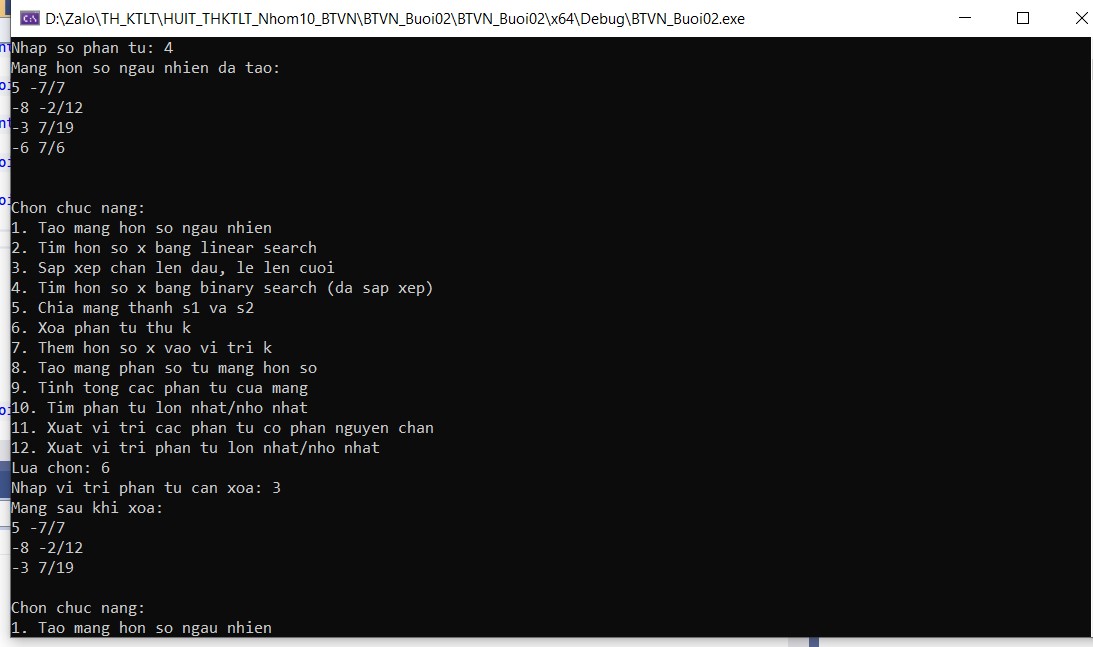 D:\Zalo\TH_KTLT\HUIT_THKTLT_Nhom10_BTVN\BTVN_Buoi02\BTVN_Buoi02\x64\Debug\BTVN_Buoi02.exe
Nhap so phan tu: 4
Mang hon so ngau nhien da tao:
5 -7/7
-8 -2/12
-3 7/19
-6 7/6
Chon chuc nang:
1. Tao mang hon so ngau nhien
2. Tim hon so x bang linear search
3. Sap xep chan len dau, le len cuoi
4. Tim hon so x bang binary search (da sap xep)
5. Chia mang thanh s1 va s2
6. Xoa phan tu thu k
7. Them hon so x vao vi tri k
8. Tao mang phan so tu mang hon so
9. Tinh tong cac phan tu cua mang
10. Tim phan tu lon nhat/nho nhat
11. Xuat vi tri cac phan tu co phan nguyen chan
12. Xuat vi tri phan tu lon nhat/nho nhat
Lua chon: 6
Nhap vi tri phan tu can xoa: 3
Mang sau khi xoa:
5 -7/7
-8 -2/12
-3 7/19
Chon chuc nang:
1. Tao mang hon so ngau nhien